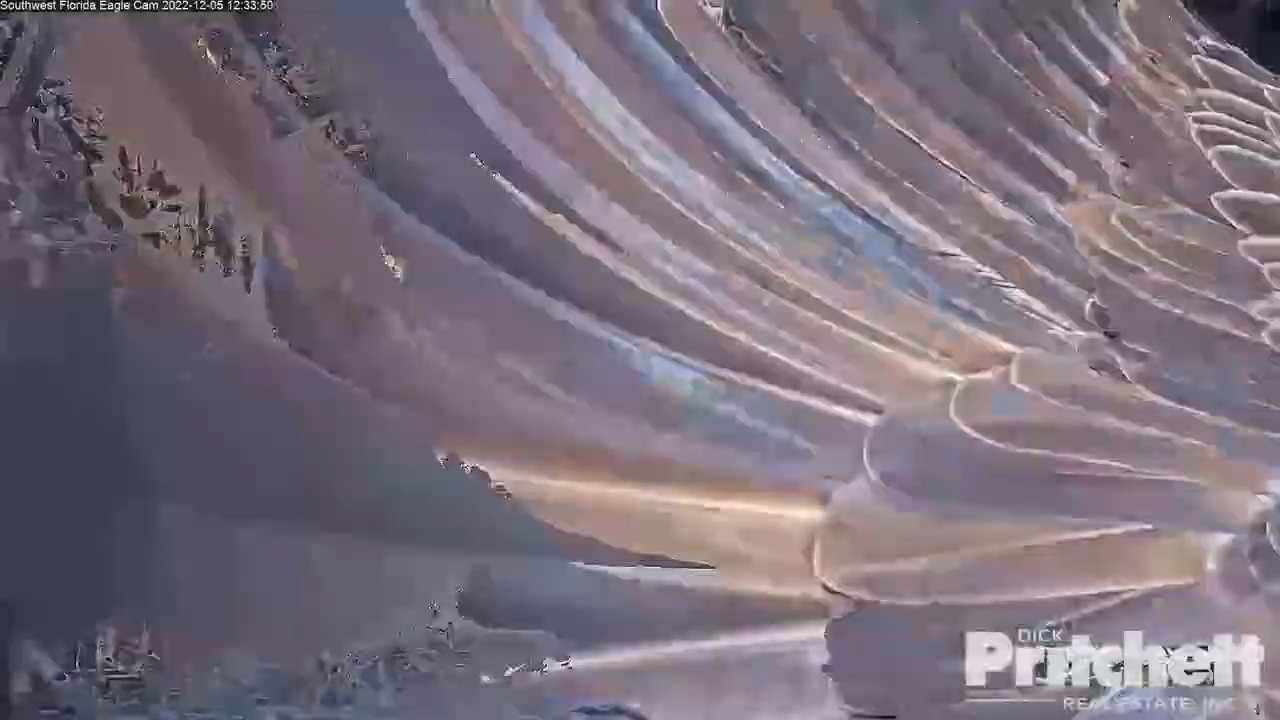 Southwest Florida Eagle Cam 2022-12-05 12:33:50
DICK
Pritchett
REAL ESTATE, INC.